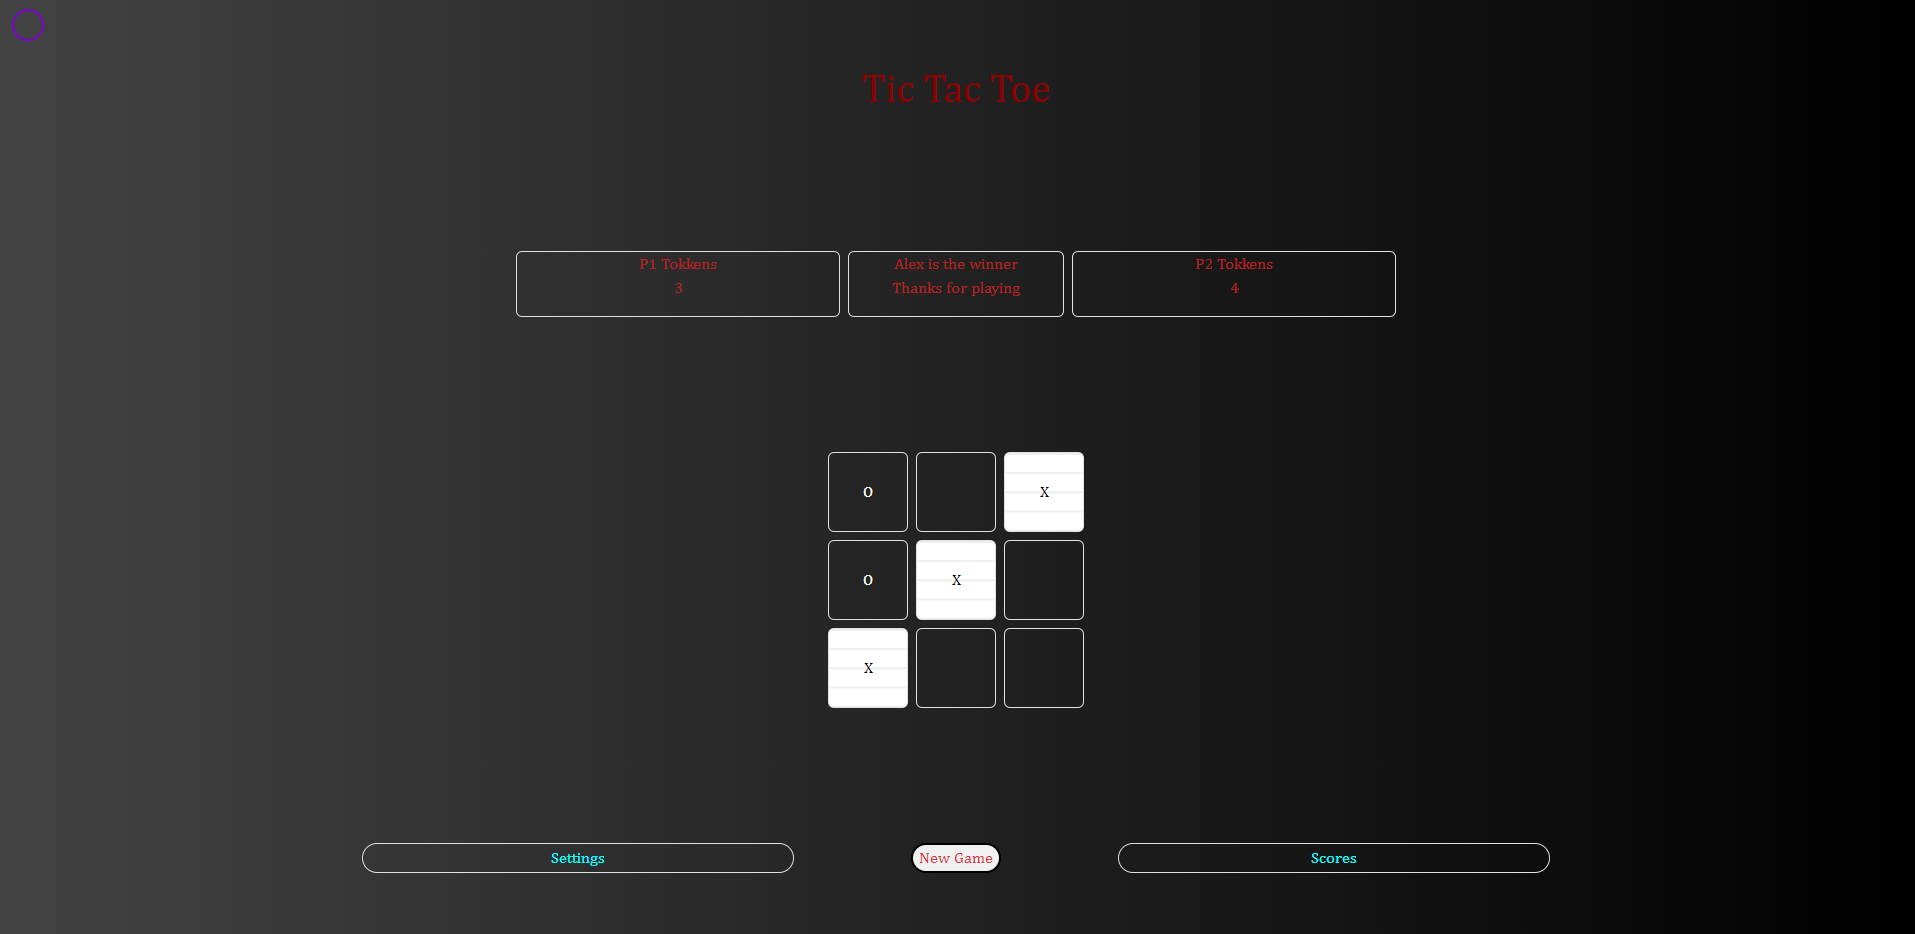 Tic Tac Toe
P1 Tokkens
3
Alex is the winner
Thanks for playing
P2 Tokkens
4
O
X
O
X
X
Settings
New Game
Scores